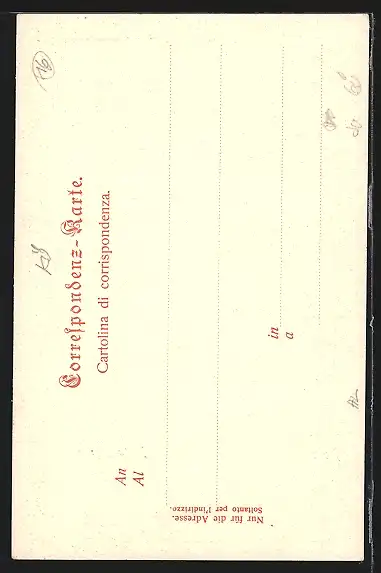 Correspondenz-Karte.
Cartolina di corrispondenza.
An
Al
in
a
Nur für die Adresse.
Soltanto per l'indirizzo.